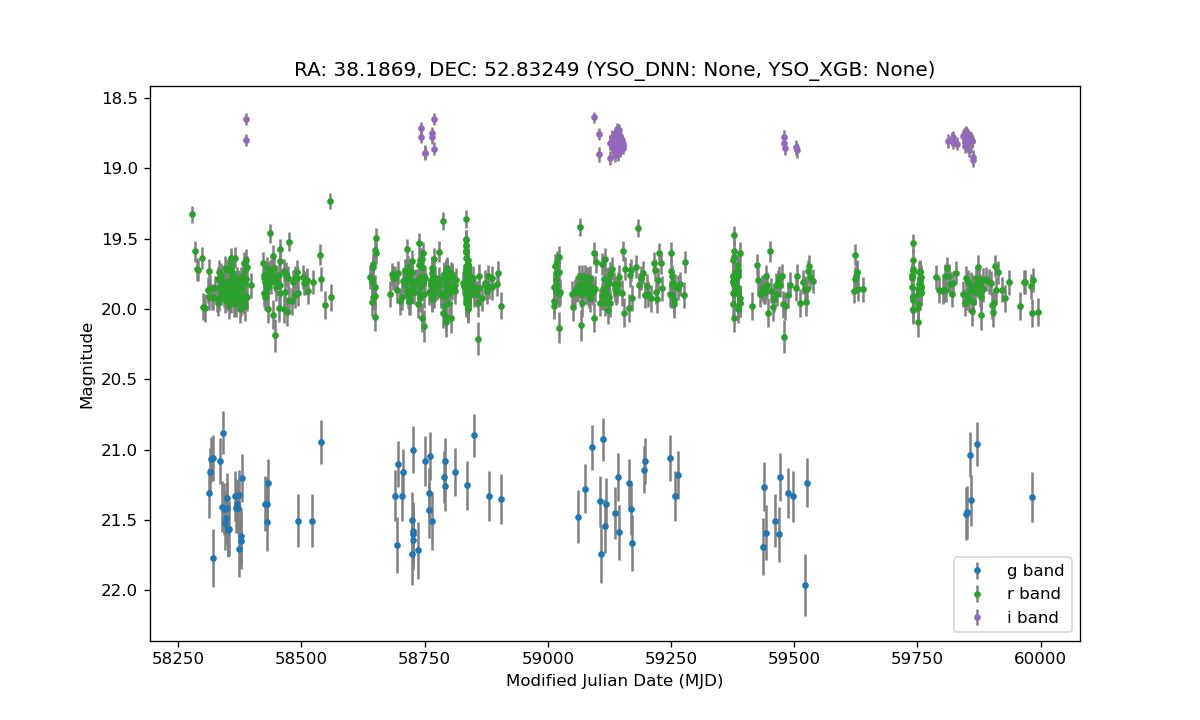 RA: 38.1869, DEC: 52.83249 (YSO_DNN: None, YSO_XGB: None)
18.5
19.0
19.5
20.0
20.5
21.0
21.5
22.0
Magnitude
g band
r band
i band
58250
58500
58750
59000
59250
59500
59750
60000
Modified Julian Date (MJD)